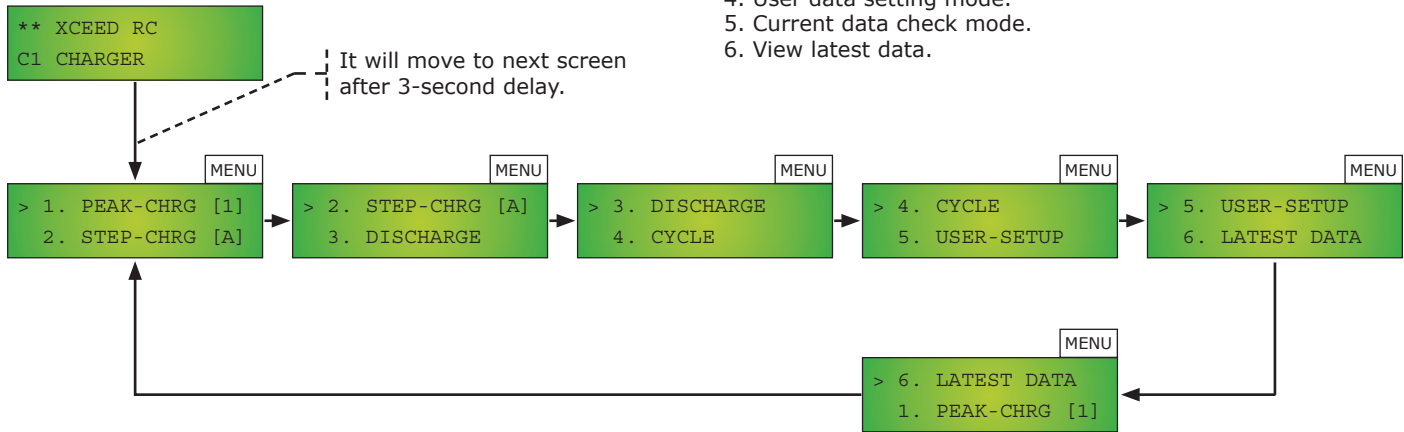 4. User data setting mode.
5. Current data check mode.
6. View latest data.
** XCEED RC
C1 CHARGER
It will move to next screen
after 3-second delay.
MENU
> 1. PEAK-CHRG [1]
2. STEP-CHRG [A]
MENU
> 2. STEP-CHRG [A]
3. DISCHARGE
MENU
> 3. DISCHARGE
4. CYCLE
MENU
> 4. CYCLE
5. USER-SETUP
MENU
> 5. USER-SETUP
6. LATEST DATA
MENU
> 6. LATEST DATA
1. PEAK-CHRG [1]